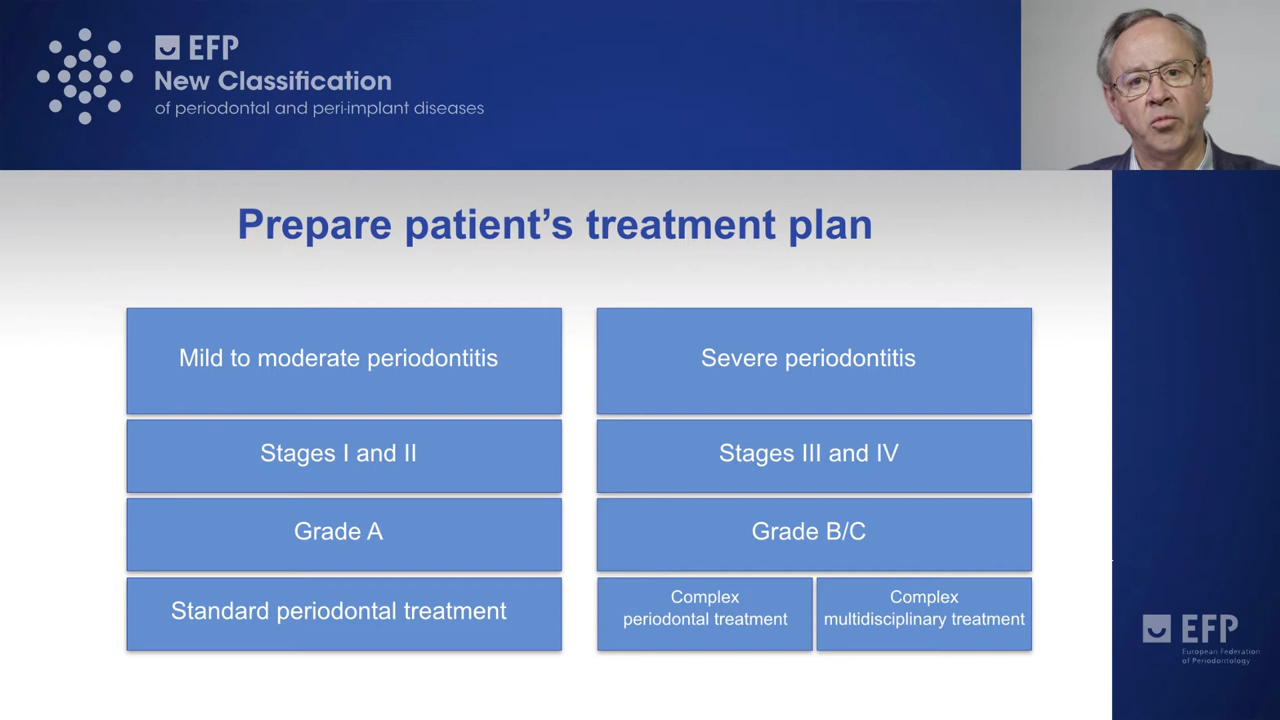 EFP
New Classification
of periodontal and peri-implant diseases
Prepare patient’s treatment plan
Mild to moderate periodontitis
Severe periodontitis
Stages I and II
Stages III and IV
Grade A
Grade B/C
Standard periodontal treatment
Complex
periodontal treatment
Complex
multidisciplinary treatment
EFP
European Federation
of Periodontology